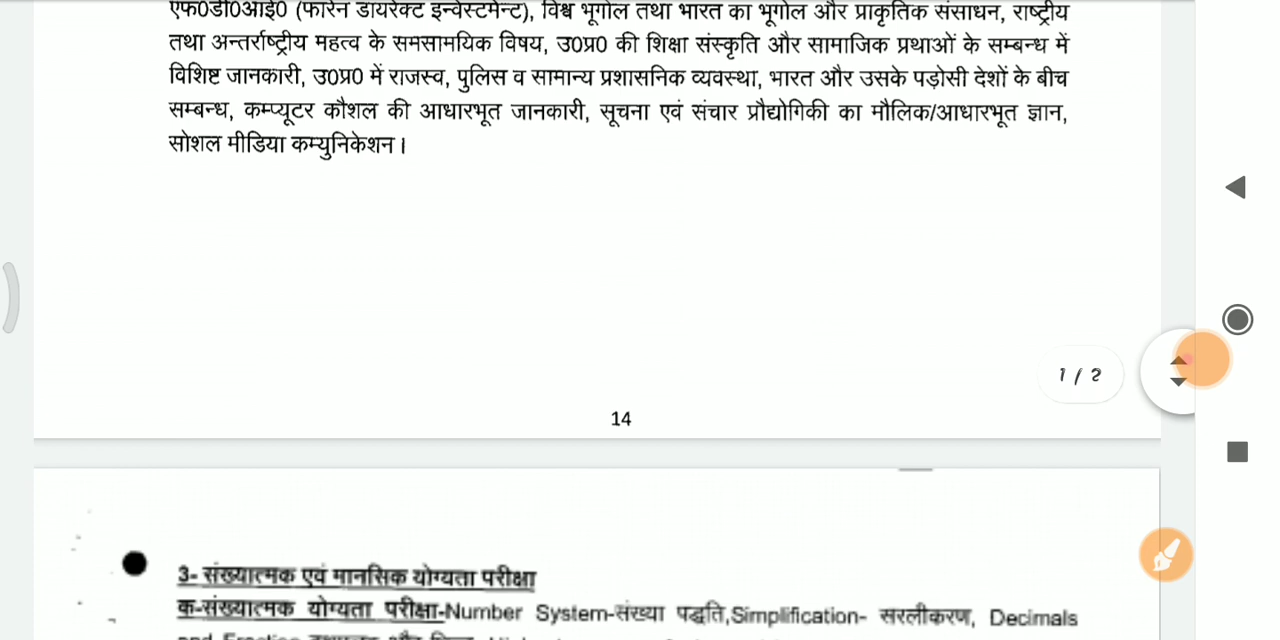 एफ0डी0आई0 (फॉरेन डायरेक्ट इन्वेस्टमेन्ट), विश्व भूगोल तथा भारत का भूगोल और प्राकृतिक संसाधन, राष्ट्रीय
तथा अन्तर्राष्ट्रीय महत्व के समसामयिक विषय, उ0प्र0 की शिक्षा संस्कृति और सामाजिक प्रथाओं के सम्बन्ध में
विशिष्ट जानकारी, उ0प्र0 में राजस्व, पुलिस व सामान्य प्रशासनिक व्यवस्था, भारत और उसके पड़ोसी देशों के बीच
सम्बन्ध, कम्प्यूटर कौशल की आधारभूत जानकारी, सूचना एवं संचार प्रौद्योगिकी का मौलिक/आधारभूत ज्ञान,
सोशल मीडिया कम्युनिकेशन।
1 / 2
14
3- संख्यात्मक एवं मानसिक योग्यता परीक्षा
क-संख्यात्मक योग्यता परीक्षा-Number System-संख्या पद्धति,Simplification- सरलीकरण, Decimals